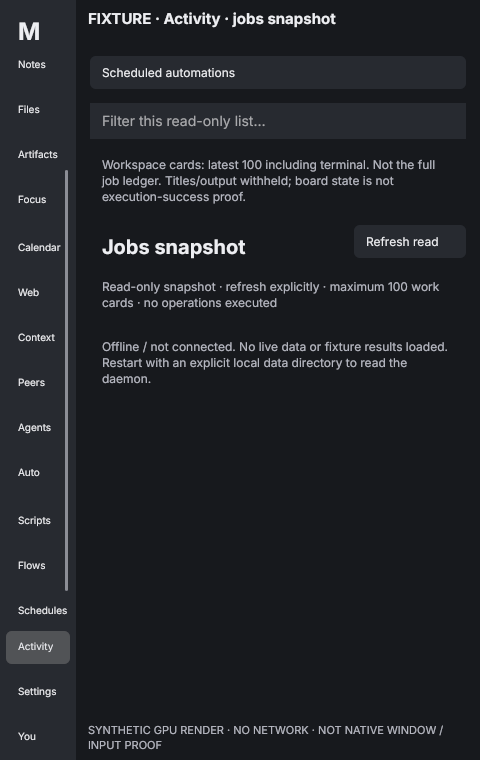 M
Notes
Files
Artifacts
Focus
Calendar
Web
Context
Peers
Agents
Auto
Scripts
Flows
Schedules
Activity
Settings
You
FIXTURE · Activity · jobs snapshot
Scheduled automations
Filter this read-only list...
Workspace cards: latest 100 including terminal. Not the full
job ledger. Titles/output withheld; board state is not
execution-success proof.
Jobs snapshot
Refresh read
Read-only snapshot · refresh explicitly · maximum 100 work
cards · no operations executed
Offline / not connected. No live data or fixture results loaded.
Restart with an explicit local data directory to read the
daemon.
SYNTHETIC GPU RENDER · NO NETWORK · NOT NATIVE WINDOW /
INPUT PROOF